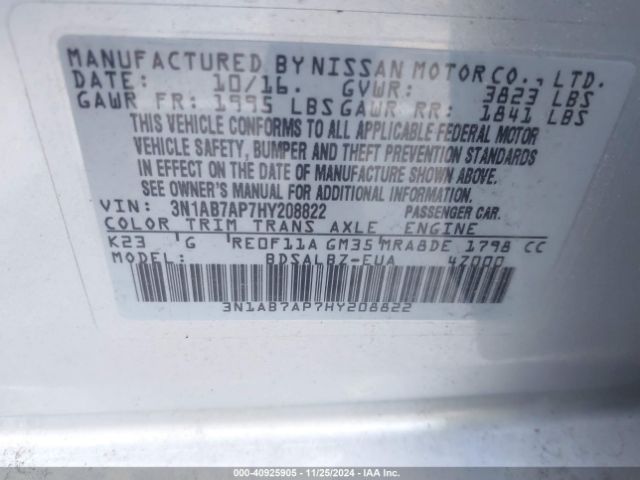 MANUFACTURED BY NISSAN MOTOR CO., LTD.
DATE: 10/16. GVWR: 3823 LBS
GAWR FR: 1995 LBS GAWR RR: 1841 LBS
THIS VEHICLE CONFORMS TO ALL APPLICABLE FEDERAL MOTOR
VEHICLE SAFETY, BUMPER AND THEFT PREVENTION STANDARDS
IN EFFECT ON THE DATE OF MANUFACTURE SHOWN ABOVE.
SEE OWNER'S MANUAL FOR ADDITIONAL INFORMATION.
VIN: 3N1AB7AP7HY208822 PASSENGER CAR.
COLOR TRIM TRANS AXLE ENGINE
K23 G RE0F11A GM35 MRA8DE 1798 CC
MODEL: BDSALBZ-EUA 4Z000
3N1AB7AP7HY208822
000-40925905 - 11/25/2024 - IAA, Inc.